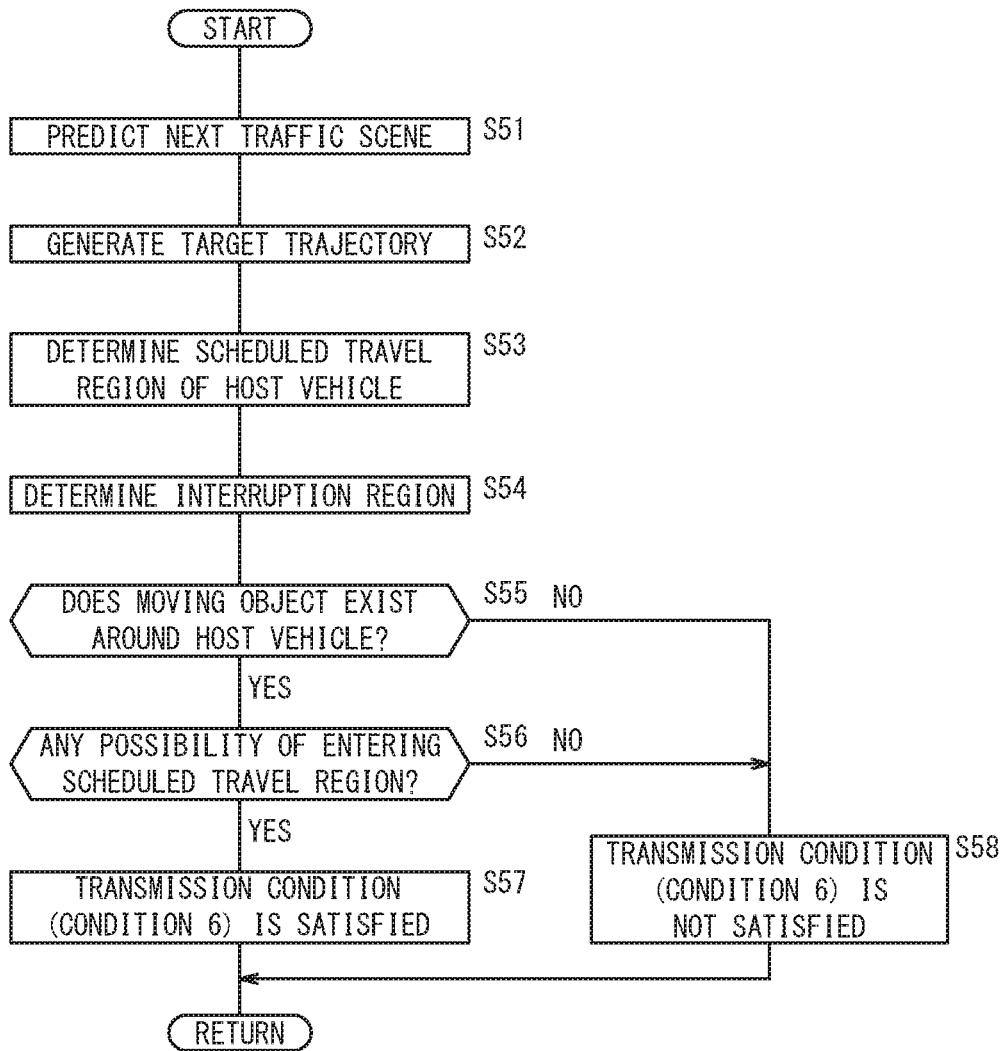 START
PREDICT NEXT TRAFFIC SCENE
S51
GENERATE TARGET TRAJECTORY
S52
DETERMINE SCHEDULED TRAVEL
REGION OF HOST VEHICLE
S53
DETERMINE INTERRUPTION REGION
S54
DOES MOVING OBJECT EXIST
AROUND HOST VEHICLE?
S55 NO
YES
ANY POSSIBILITY OF ENTERING
SCHEDULED TRAVEL REGION?
S56 NO
YES
TRANSMISSION CONDITION
(CONDITION 6) IS SATISFIED
S57
TRANSMISSION CONDITION
(CONDITION 6) IS
NOT SATISFIED
S58
RETURN